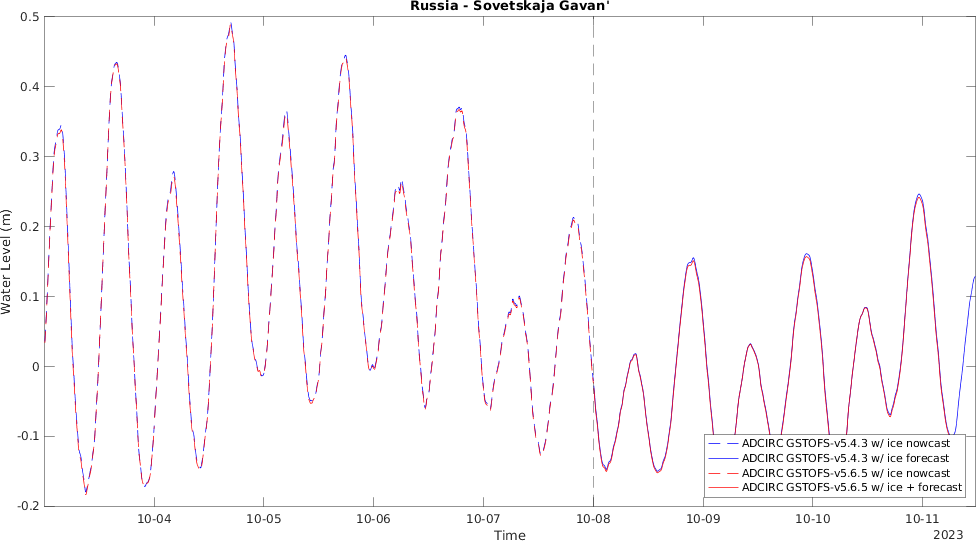 Russia - Sovetskaja Gavan'
0.5
0.4
0.3
0.2
0.1
0
-0.1
-0.2
Water Level (m)
ADCIRC GSTOFS-v5.4.3 w/ ice nowcast
ADCIRC GSTOFS-v5.4.3 w/ ice forecast
ADCIRC GSTOFS-v5.6.5 w/ ice nowcast
ADCIRC GSTOFS-v5.6.5 w/ ice + forecast
10-04 10-05 10-06 10-07 10-08 10-09 10-10 10-11
Time
2023